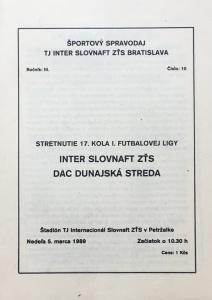 ŠPORTOVÝ SPRAVODAJ
TJ INTER SLOVNAFT ZŤS BRATISLAVA
Ročník: III.
Číslo: 10
STRETNUTIE 17. KOLA I. FUTBALOVEJ LIGY
INTER SLOVNAFT ZŤS
DAC DUNAJSKÁ STREDA
Štadión TJ Internacionál Slovnaft ZŤS v Petržalke
Nedeľa 5. marca 1989
Začiatok o 10.30 h
Cena: 1 Kčs